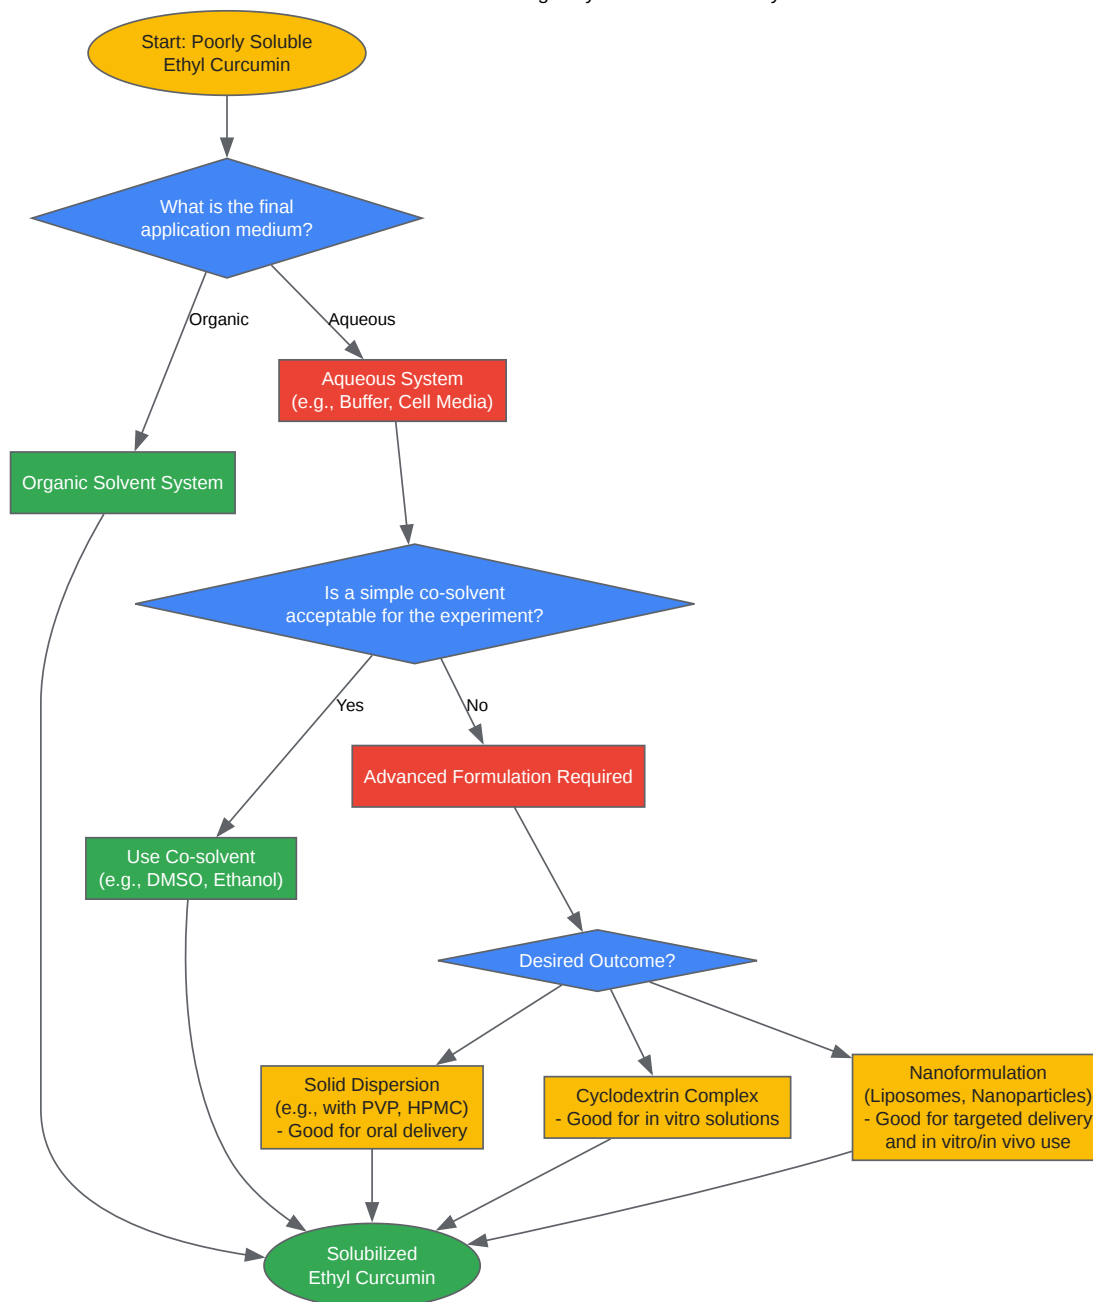 Start: Poorly Soluble
Ethyl Curcumin
What is the final
application medium?
Organic
Aqueous
Aqueous System
(e.g., Buffer, Cell Media)
Organic Solvent System
Is a simple co-solvent
acceptable for the experiment?
Yes
No
Advanced Formulation Required
Use Co-solvent
(e.g., DMSO, Ethanol)
Desired Outcome?
Solid Dispersion
(e.g., with PVP, HPMC)
- Good for oral delivery
Cyclodextrin Complex
- Good for in vitro solutions
Nanoformulation
(Liposomes, Nanoparticles)
- Good for targeted delivery
and in vitro/in vivo use
Solubilized
Ethyl Curcumin